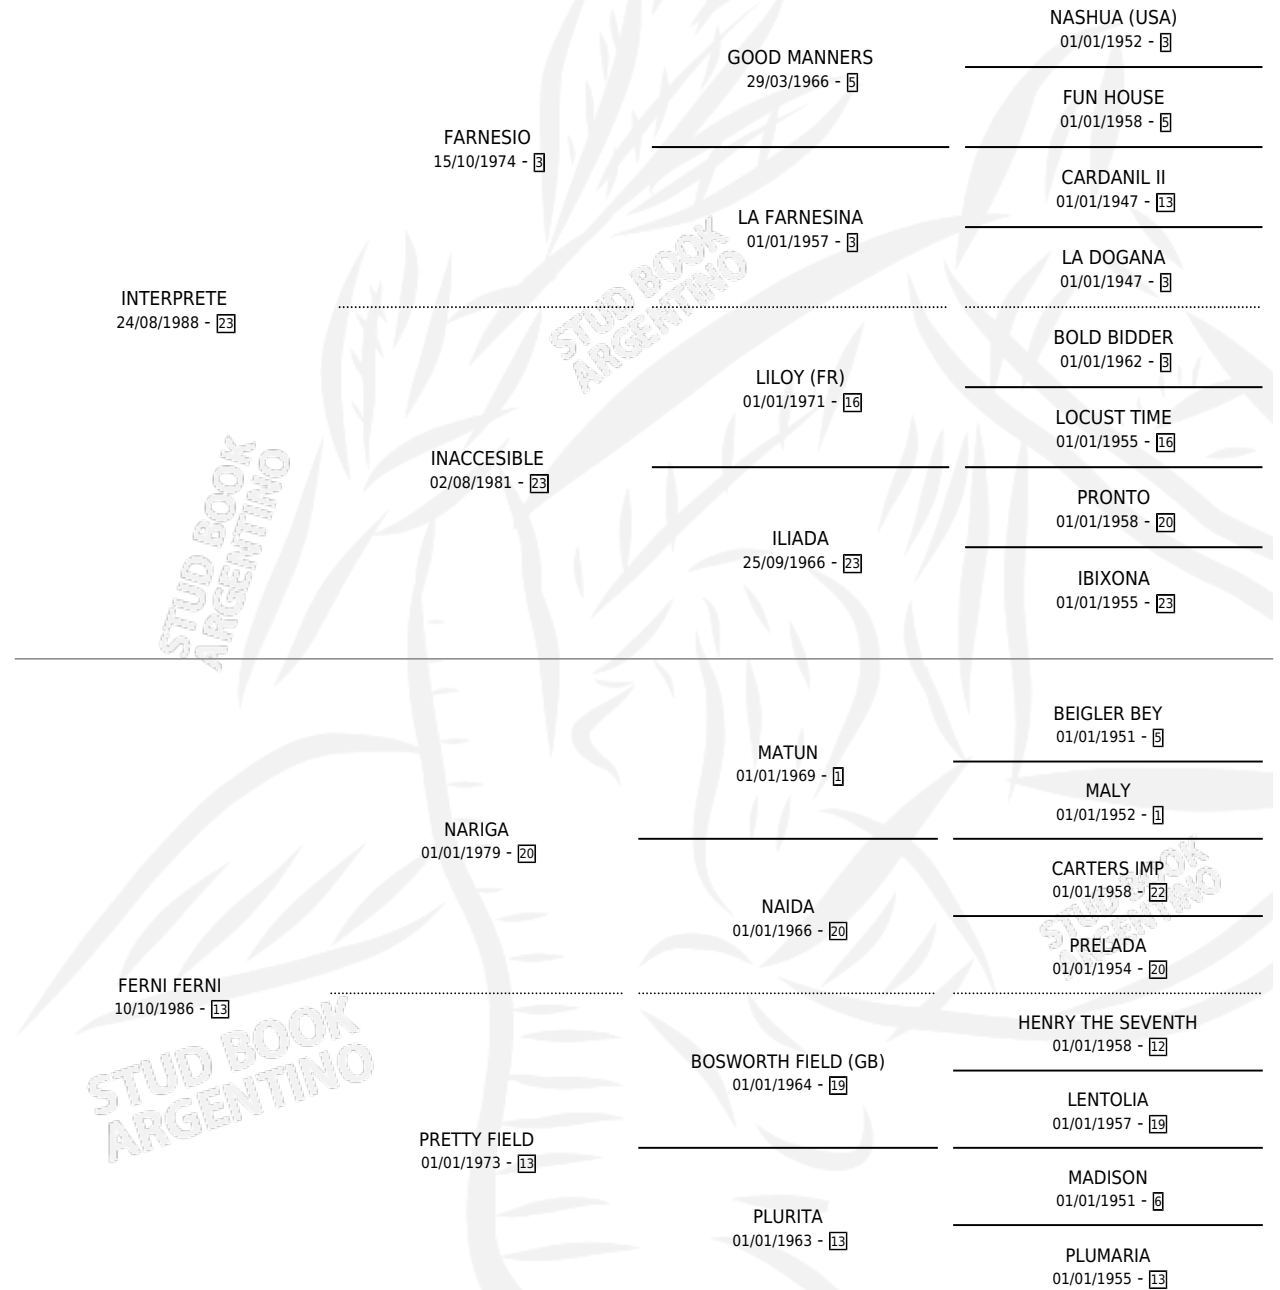 NASHUA (USA)
01/01/1952 - 3
GOOD MANNERS
29/03/1966 - 5
FUN HOUSE
01/01/1958 - 5
FARNESIO
15/10/1974 - 3
CARDANIL II
01/01/1947 - 13
LA FARNESINA
01/01/1957 - 3
LA DOGANA
01/01/1947 - 3
INTERPRETE
24/08/1988 - 23
BOLD BIDDER
01/01/1962 - 3
LILOY (FR)
01/01/1971 - 16
LOCUST TIME
01/01/1955 - 16
INACCESIBLE
02/08/1981 - 23
PRONTO
01/01/1958 - 20
ILIADA
25/09/1966 - 23
IBIXONA
01/01/1955 - 23
BEIGLER BEY
01/01/1951 - 5
MATUN
01/01/1969 - 1
MALY
01/01/1952 - 1
NARIGA
01/01/1979 - 20
CARTERS IMP
01/01/1958 - 22
NAIDA
01/01/1966 - 20
PRELADA
01/01/1954 - 20
FERNI FERNI
10/10/1986 - 13
HENRY THE SEVENTH
01/01/1958 - 12
BOSWORTH FIELD (GB)
01/01/1964 - 19
LENTOLIA
01/01/1957 - 19
PRETTY FIELD
01/01/1973 - 13
MADISON
01/01/1951 - 6
PLURITA
01/01/1963 - 13
PLUMARIA
01/01/1955 - 13
STUD BOOK
ARGENTINO
STUD BOOK
ARGENTINO
STUD BOOK
ARGENTINO
STUD BOOK
ARGENTINO